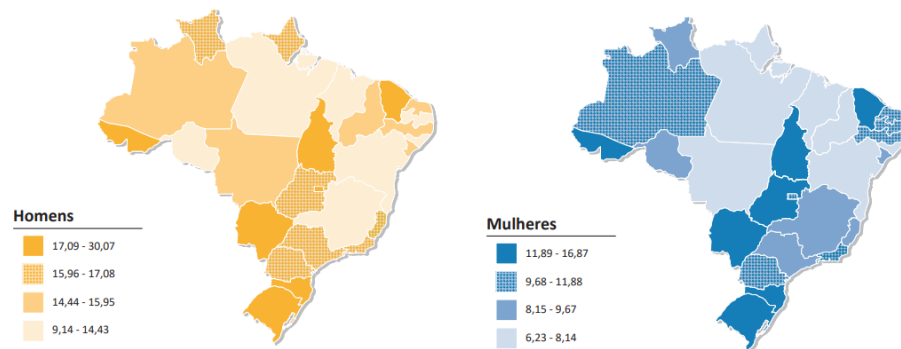 Homens
17,09 - 30,07
15,96 - 17,08
14,44 - 15,95
9,14 - 14,43
Mulheres
11,89 - 16,87
9,68 - 11,88
8,15 - 9,67
6,23 - 8,14